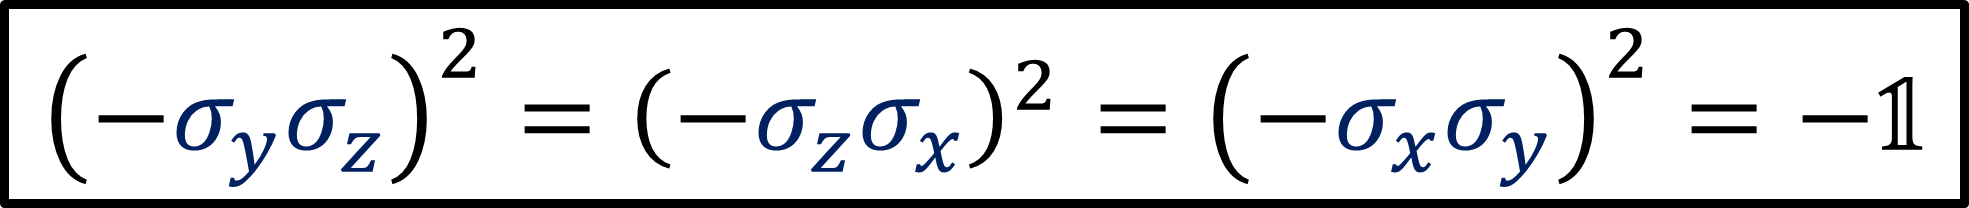 (−σ_yσ_z)² = (−σ_zσ_x)² = (−σ_xσ_y)² = −𝟙